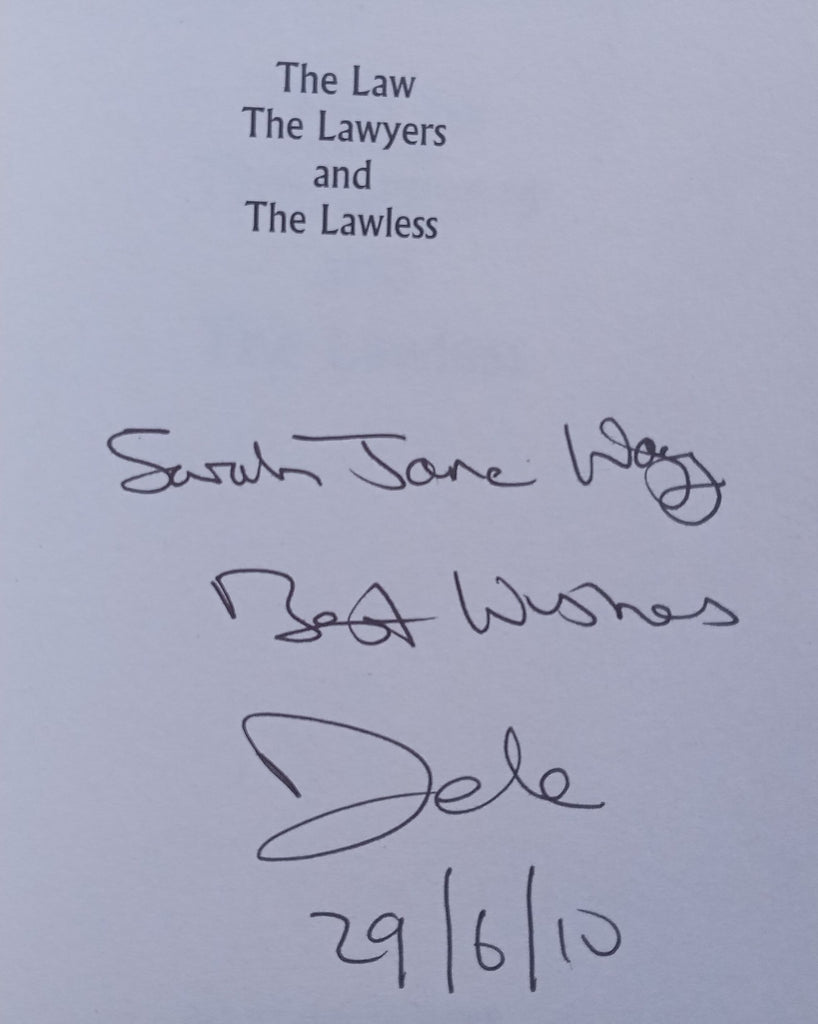 The Law
The Lawyers
and
The Lawless
Sarah Jane Way
Best Wishes
Dele
29/6/10